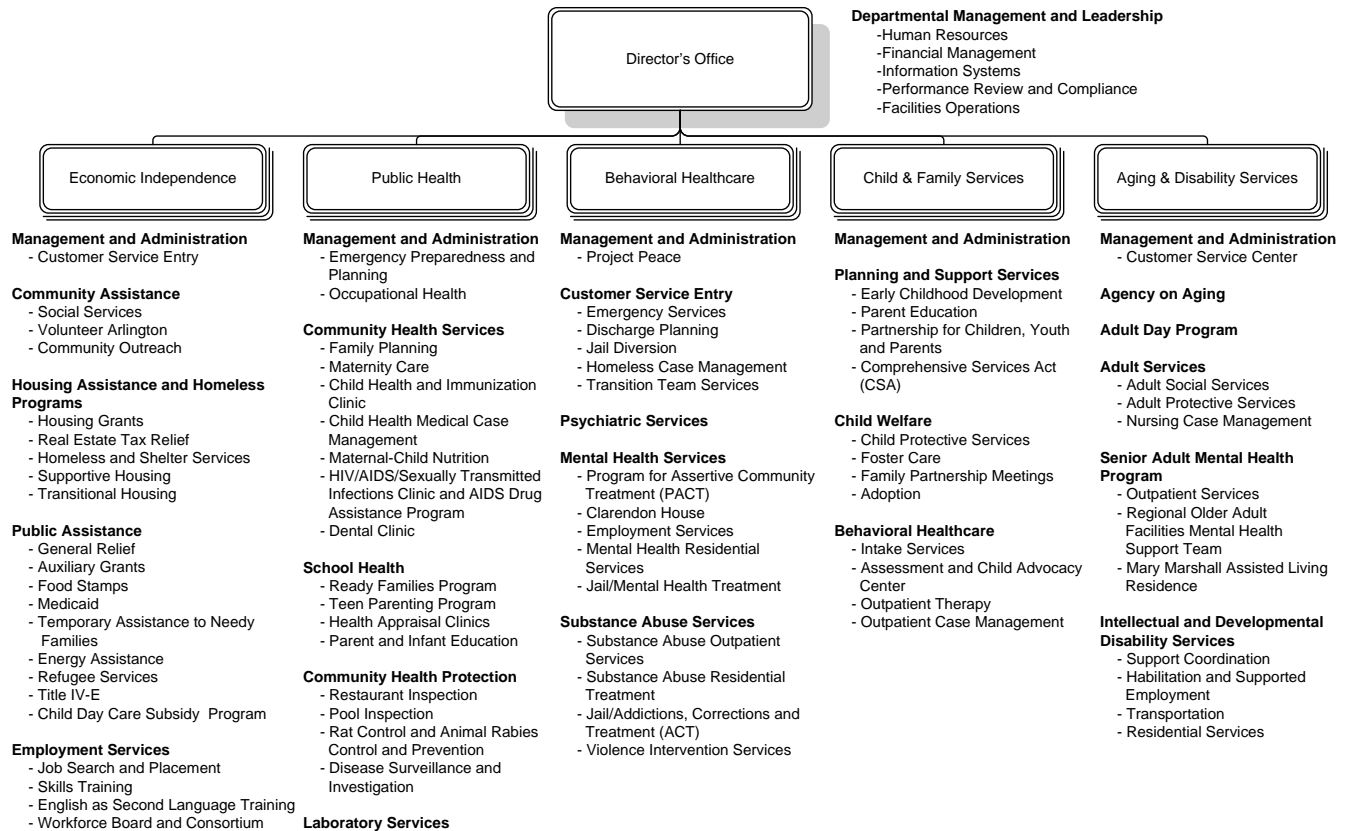 Director's Office
Departmental Management and Leadership
-Human Resources
-Financial Management
-Information Systems
-Performance Review and Compliance
-Facilities Operations
Economic Independence
Management and Administration
- Customer Service Entry
Community Assistance
- Social Services
- Volunteer Arlington
- Community Outreach
Housing Assistance and Homeless
Programs
- Housing Grants
- Real Estate Tax Relief
- Homeless and Shelter Services
- Supportive Housing
- Transitional Housing
Public Assistance
- General Relief
- Auxiliary Grants
- Food Stamps
- Medicaid
- Temporary Assistance to Needy
Families
- Energy Assistance
- Refugee Services
- Title IV-E
- Child Day Care Subsidy Program
Employment Services
- Job Search and Placement
- Skills Training
- English as Second Language Training
- Workforce Board and Consortium
Public Health
Management and Administration
- Emergency Preparedness and
Planning
- Occupational Health
Community Health Services
- Family Planning
- Maternity Care
- Child Health and Immunization
Clinic
- Child Health Medical Case
Management
- Maternal-Child Nutrition
- HIV/AIDS/Sexually Transmitted
Infections Clinic and AIDS Drug
Assistance Program
- Dental Clinic
School Health
- Ready Families Program
- Teen Parenting Program
- Health Appraisal Clinics
- Parent and Infant Education
Community Health Protection
- Restaurant Inspection
- Pool Inspection
- Rat Control and Animal Rabies
Control and Prevention
- Disease Surveillance and
Investigation
Laboratory Services
Behavioral Healthcare
Management and Administration
- Project Peace
Customer Service Entry
- Emergency Services
- Discharge Planning
- Jail Diversion
- Homeless Case Management
- Transition Team Services
Psychiatric Services
Mental Health Services
- Program for Assertive Community
Treatment (PACT)
- Clarendon House
- Employment Services
- Mental Health Residential
Services
- Jail/Mental Health Treatment
Substance Abuse Services
- Substance Abuse Outpatient
Services
- Substance Abuse Residential
Treatment
- Jail/Addictions, Corrections and
Treatment (ACT)
- Violence Intervention Services
Child & Family Services
Management and Administration
Planning and Support Services
- Early Childhood Development
- Parent Education
- Partnership for Children, Youth
and Parents
- Comprehensive Services Act
(CSA)
Child Welfare
- Child Protective Services
- Foster Care
- Family Partnership Meetings
- Adoption
Behavioral Healthcare
- Intake Services
- Assessment and Child Advocacy
Center
- Outpatient Therapy
- Outpatient Case Management
Aging & Disability Services
Management and Administration
- Customer Service Center
Agency on Aging
Adult Day Program
Adult Services
- Adult Social Services
- Adult Protective Services
- Nursing Case Management
Senior Adult Mental Health
Program
- Outpatient Services
- Regional Older Adult
Facilities Mental Health
Support Team
- Mary Marshall Assisted Living
Residence
Intellectual and Developmental
Disability Services
- Support Coordination
- Habilitation and Supported
Employment
- Transportation
- Residential Services